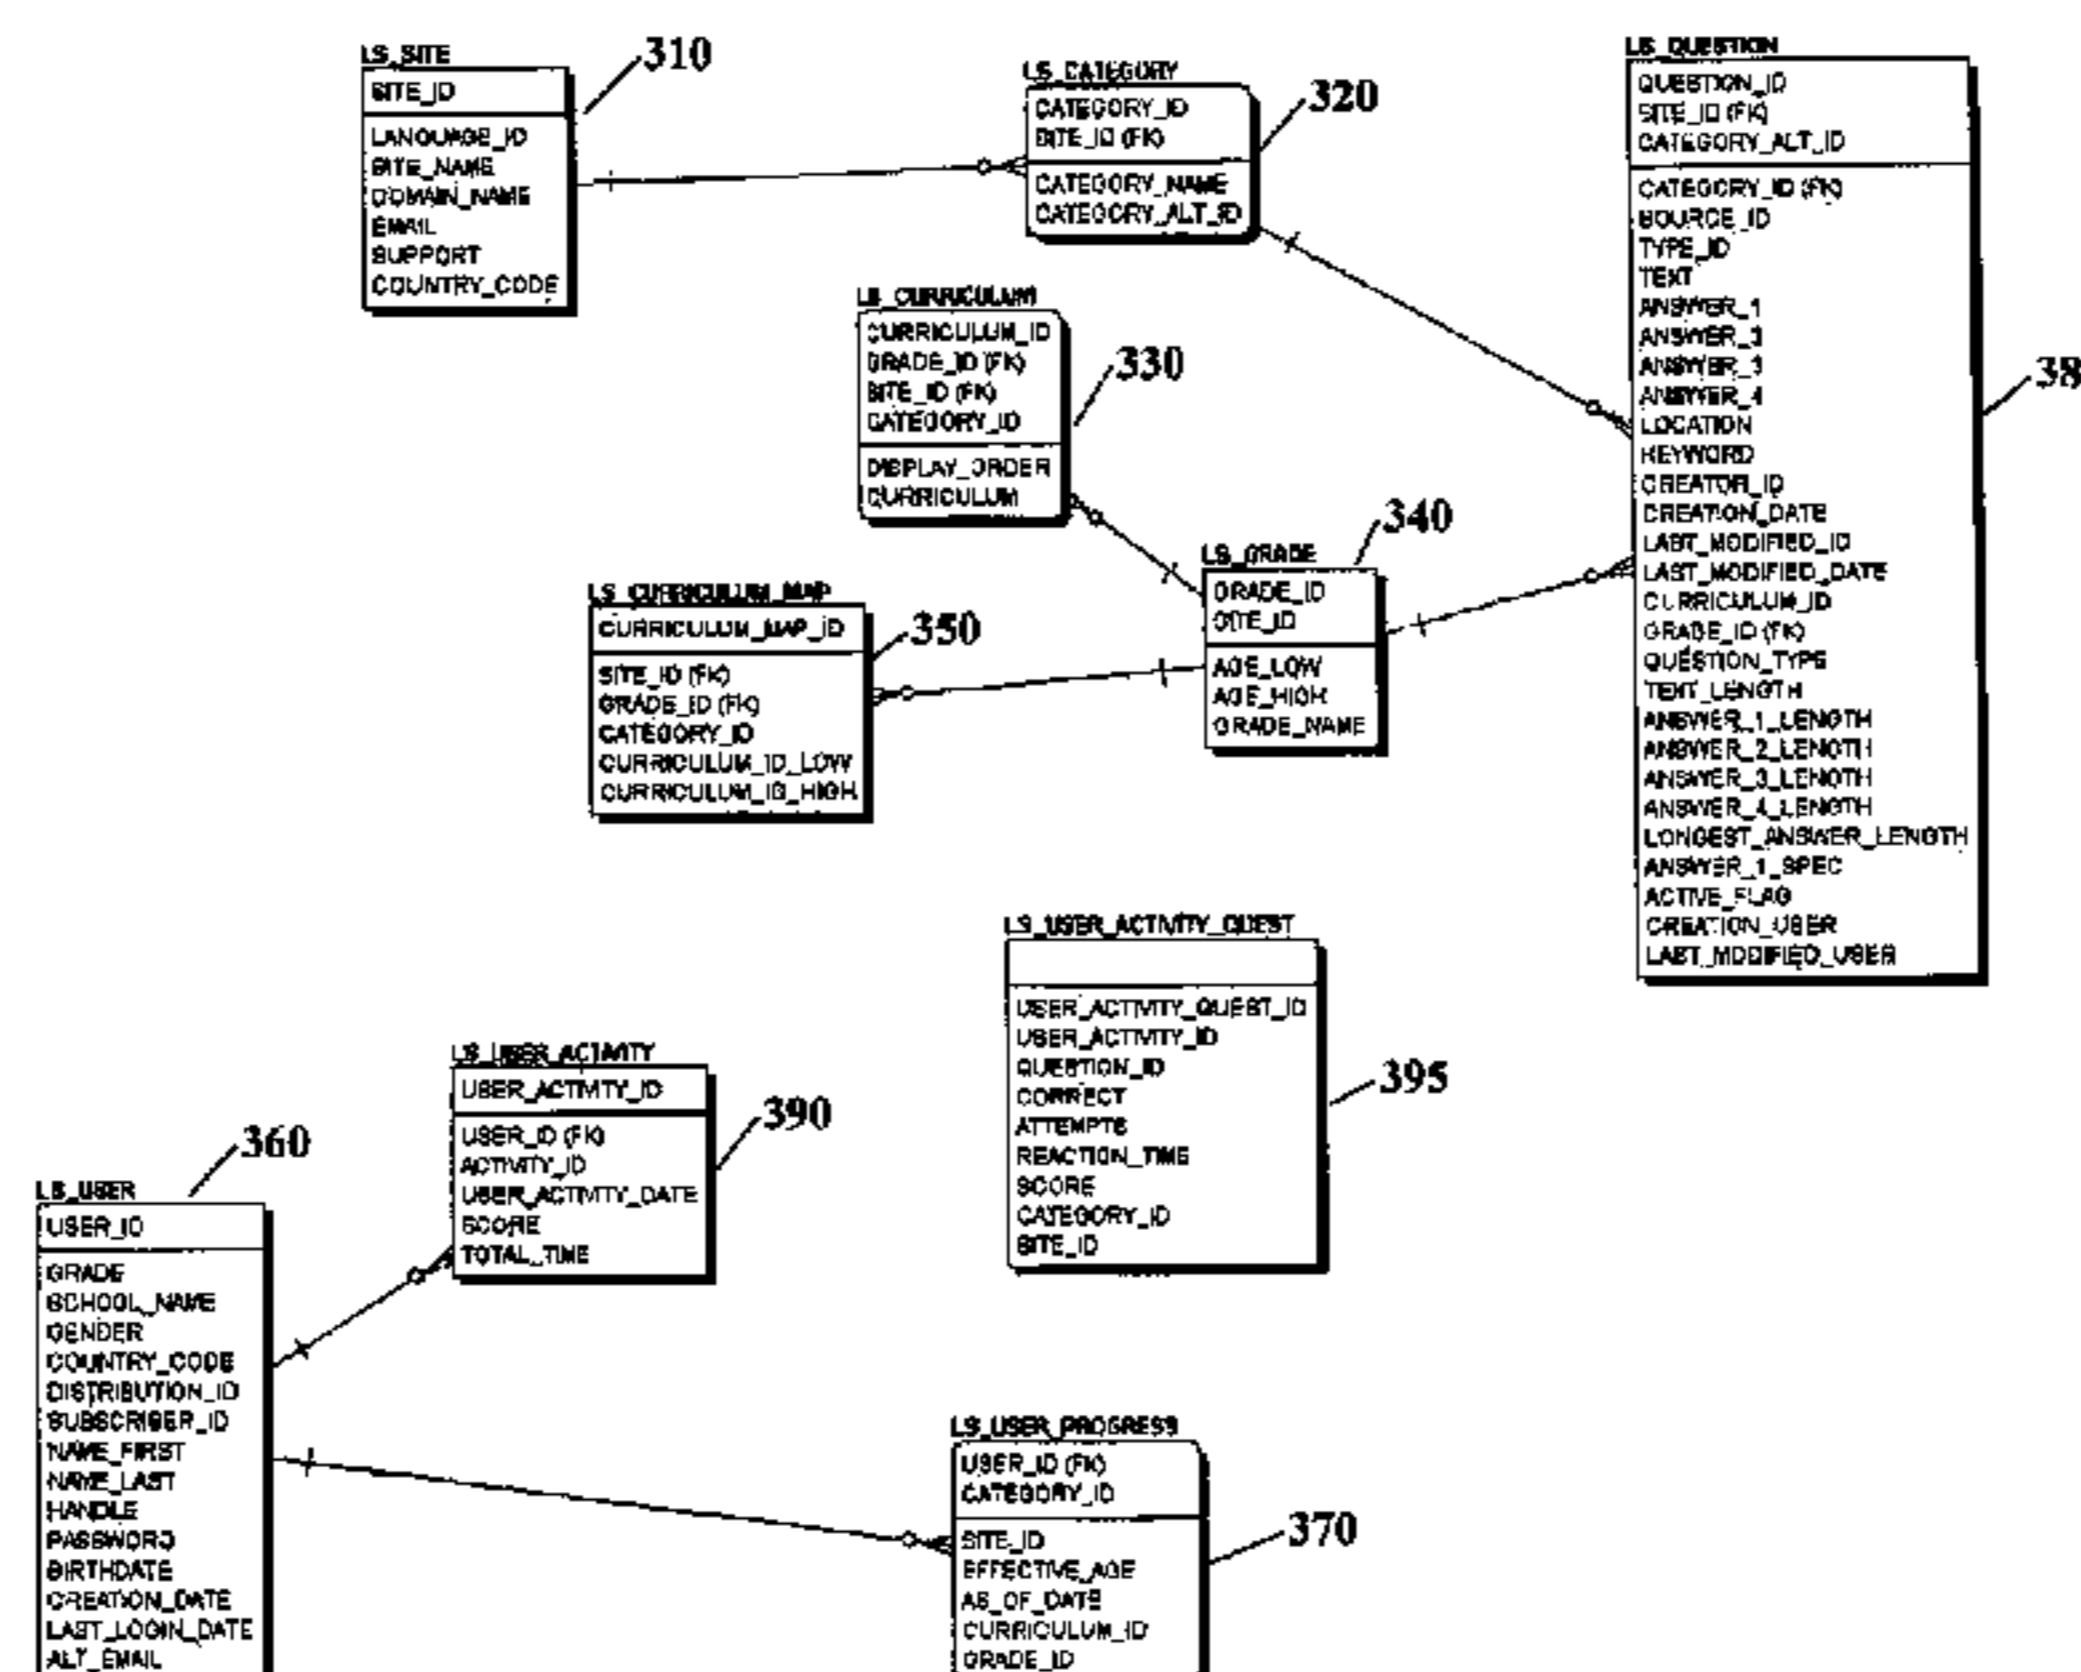 LS_SITE
310
SITE_ID
LANGUAGE_ID
SITE_NAME
DOMAIN_NAME
EMAIL
SUPPORT
COUNTRY_CODE
LS_CATEGORY
320
CATEGORY_ID
SITE_ID (FK)
CATEGORY_NAME
CATEGORY_ALT_ID
LS_QUESTION
38
QUESTION_ID
SITE_ID (FK)
CATEGORY_ALT_ID
CATEGORY_ID (FK)
SOURCE_ID
TYPE_ID
TEXT
ANSWER_1
ANSWER_3
ANSWER_4
LOCATION
KEYWORD
CREATOR_ID
CREATION_DATE
LAST_MODIFIED_ID
LAST_MODIFIED_DATE
CURRICULUM_ID
GRADE_ID (FK)
QUESTION_TYPE
TEXT_LENGTH
ANSWER_1_LENGTH
ANSWER_2_LENGTH
ANSWER_3_LENGTH
ANSWER_4_LENGTH
LONGEST_ANSWER_LENGTH
ANSWER_1_SPEC
ACTIVE_FLAG
CREATION_USER
LAST_MODIFIED_USER
LS_CURRICULUM
330
CURRICULUM_ID
GRADE_ID (FK)
SITE_ID (FK)
CATEGORY_ID
DISPLAY_ORDER
CURRICULUM
LS_GRADE
340
GRADE_ID
SITE_ID
AGE_LOW
AGE_HIGH
GRADE_NAME
LS_CURRICULUM_MAP
350
CURRICULUM_MAP_ID
SITE_ID (FK)
GRADE_ID (FK)
CATEGORY_ID
CURRICULUM_ID_LOW
CURRICULUM_ID_HIGH
LS_USER_ACTIVITY_QUEST
395
USER_ACTIVITY_QUEST_ID
USER_ACTIVITY_ID
QUESTION_ID
CORRECT
ATTEMPTS
REACTION_TIME
SCORE
CATEGORY_ID
SITE_ID
LS_USER_ACTIVITY
390
USER_ACTIVITY_ID
USER_ID (FK)
ACTIVITY_ID
USER_ACTIVITY_DATE
SCORE
TOTAL_TIME
LS_USER
360
USER_ID
GRADE
SCHOOL_NAME
GENDER
COUNTRY_CODE
DISTRIBUTION_ID
SUBSCRIBER_ID
NAME_FIRST
NAME_LAST
HANDLE
PASSWORD
BIRTHDATE
CREATION_DATE
LAST_LOGIN_DATE
ALT_EMAIL
LS_USER_PROGRESS
370
USER_ID (FK)
CATEGORY_ID
SITE_ID
EFFECTIVE_AGE
AS_OF_DATE
CURRICULUM_ID
GRADE_ID